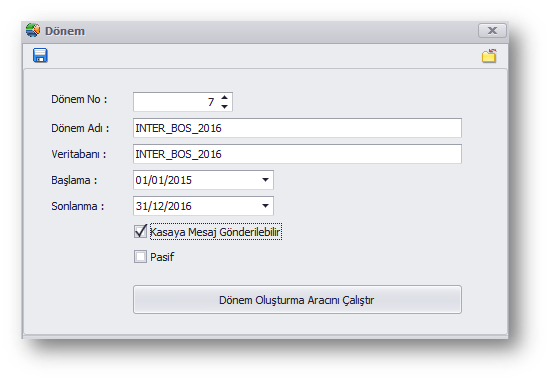 Dönem
Dönem No : 7
Dönem Adı : INTER_BOS_2016
Veritabanı : INTER_BOS_2016
Başlama : 01/01/2015
Sonlanma : 31/12/2016
Kasaya Mesaj Gönderilebilir
Pasif
Dönem Oluşturma Aracını Çalıştır